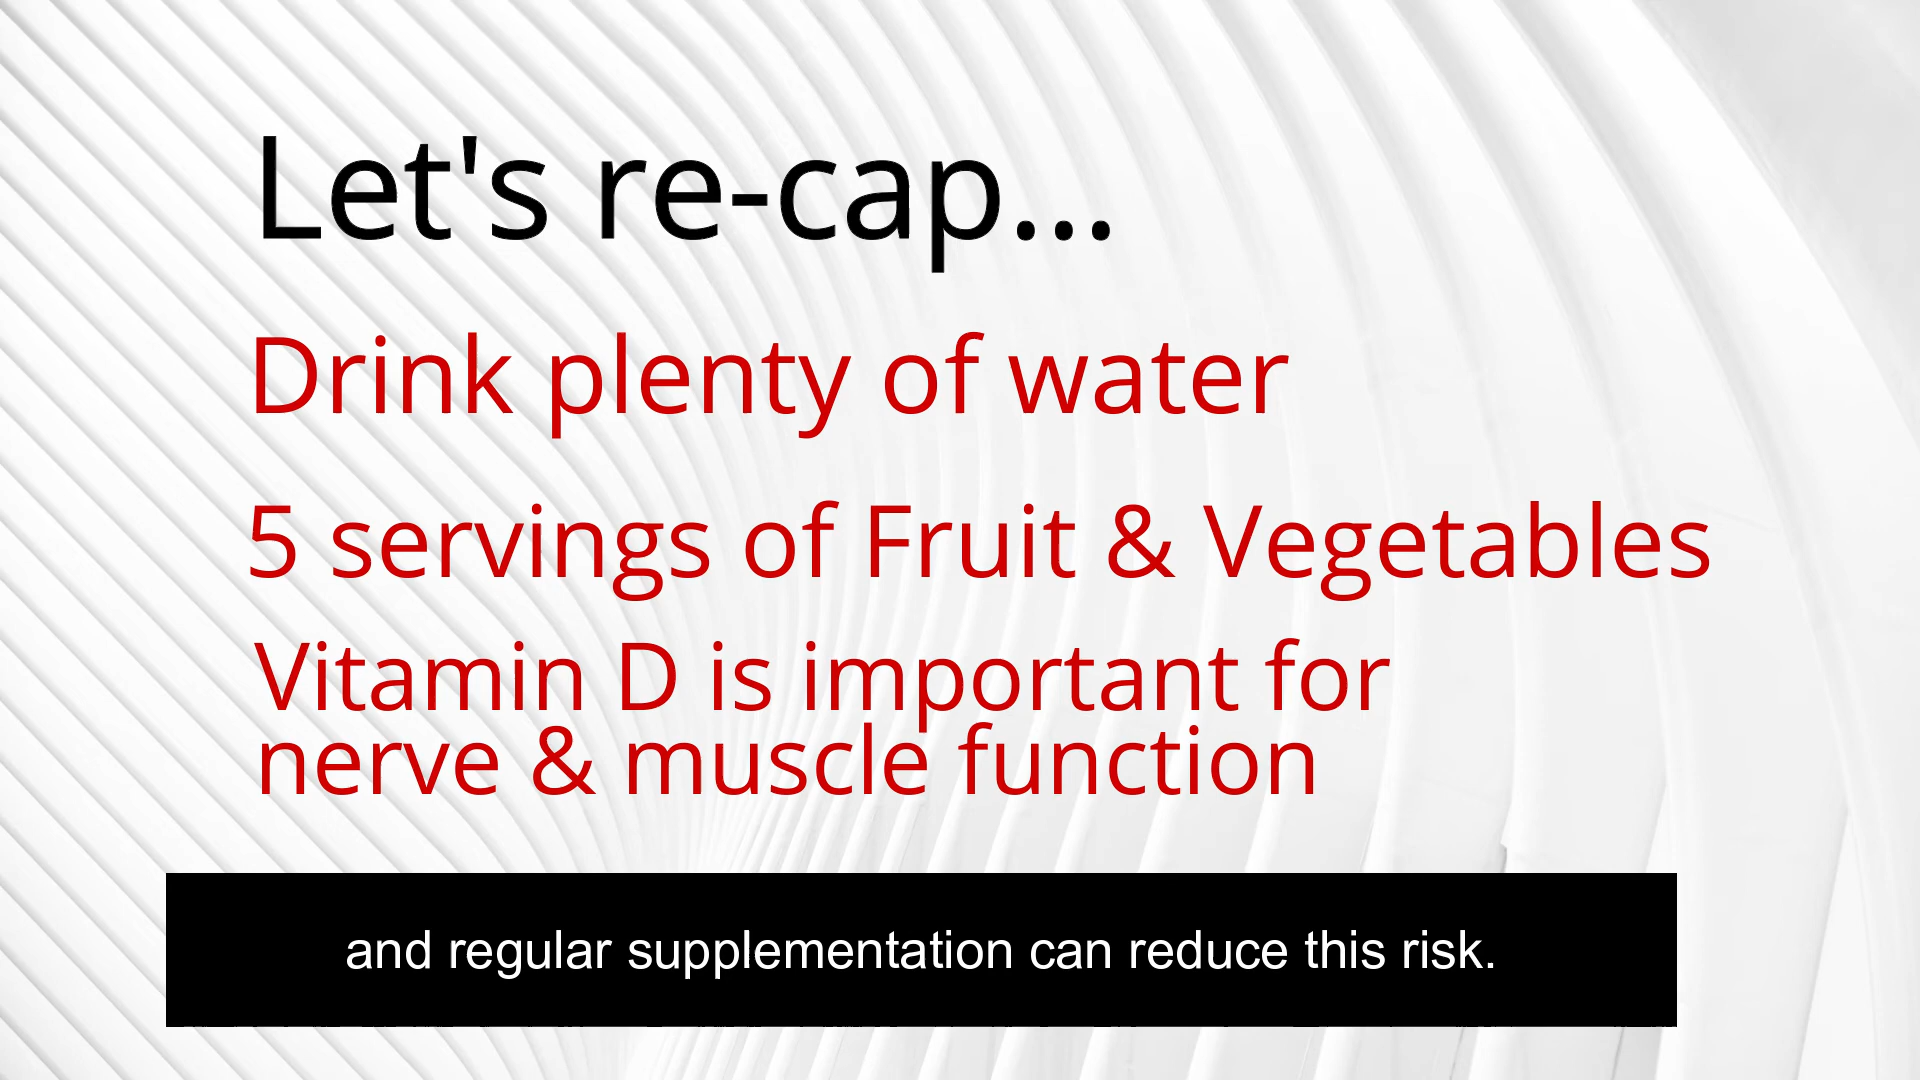 Let's re-cap...
Drink plenty of water
5 servings of Fruit & Vegetables
Vitamin D is important for
nerve & muscle function
and regular supplementation can reduce this risk.